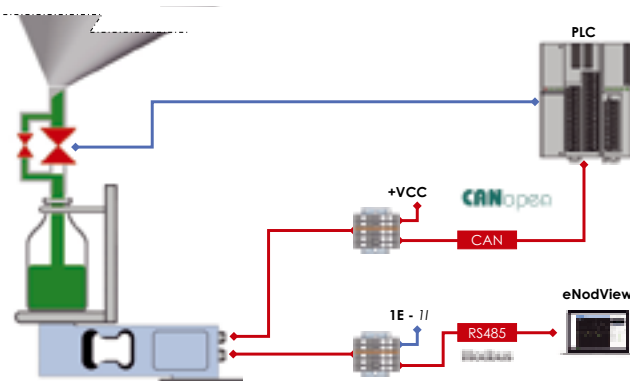 PLC
+VCC
CANopen
CAN
eNodView
1E - 1I
RS485
Modbus